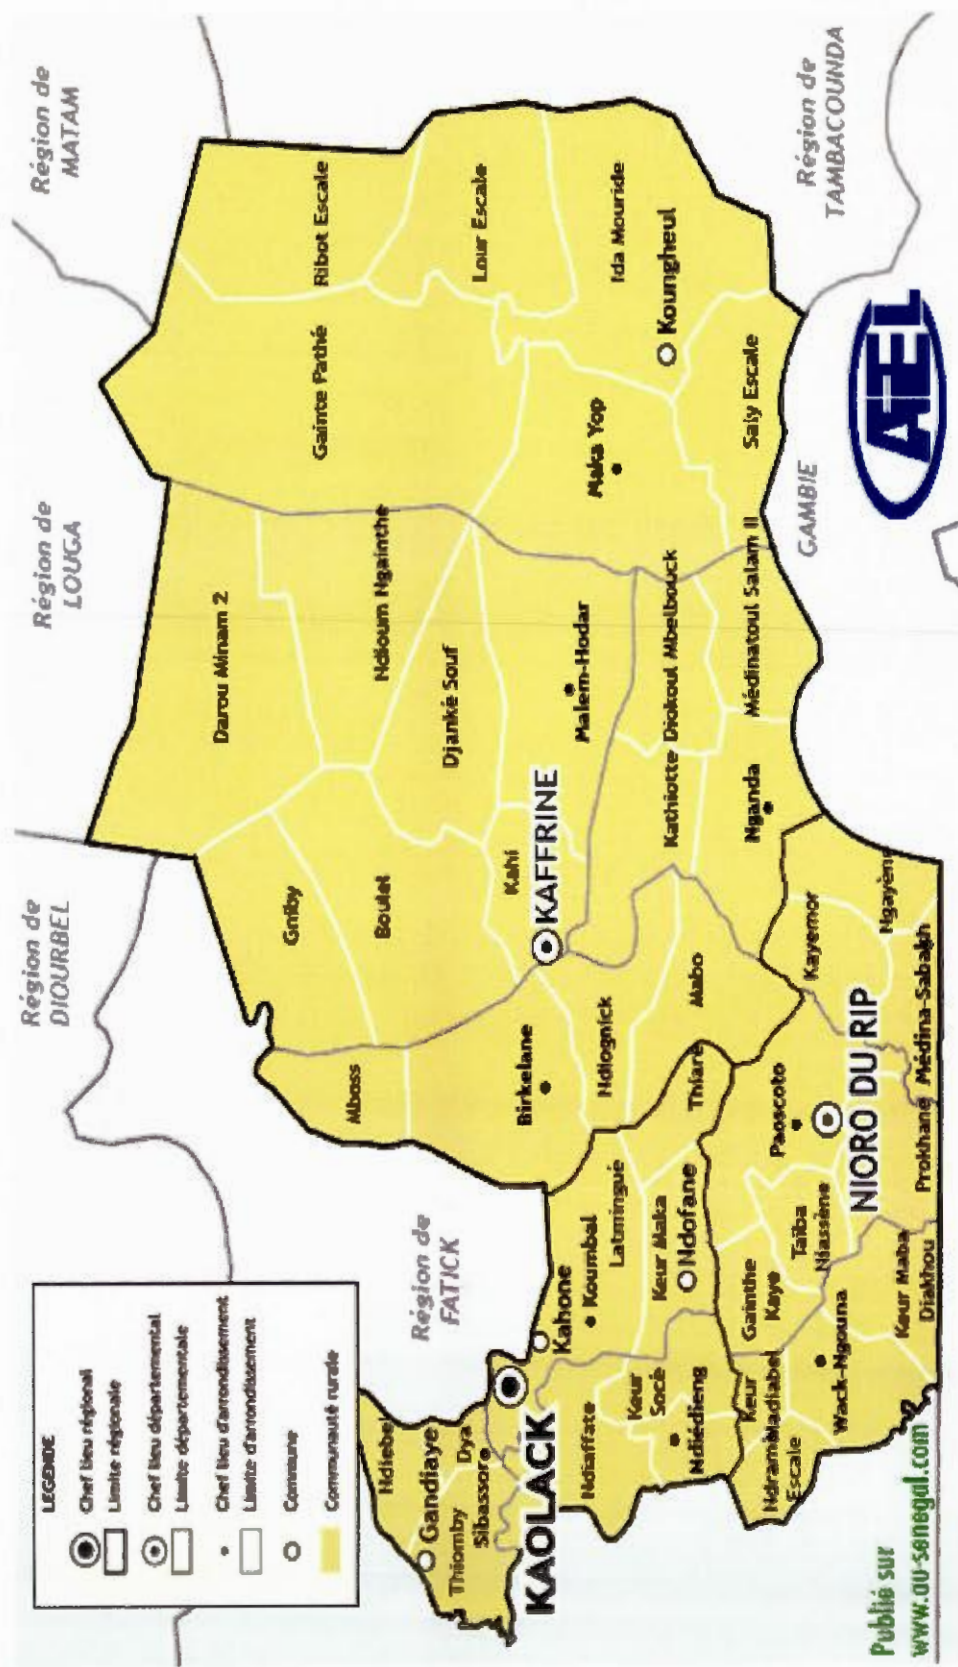 LEGENDE
Chef lieu régional
Limite régionale
Chef lieu départemental
Limite départementale
Chef lieu d'arrondissement
Limite d'arrondissement
Commune
Communauté rurale
Région de
DIOURBEL
Région de
LOUGA
Région de
MATAM
Région de
FATICK
Région de
TAMBACOUNDA
GAMBIE
Ndiebel
Gandiaye
Thiomby
Sibassor
Dya
KAOLACK
Kahone
Koumbal
Latmingué
Keur Maka
Ndofane
Thiaré
Ndiaffate
Keur
Socè
Ndiédieng
Keur
Madiabel
Ndrame
Escale
Wack-Ngouna
Gainthe
Kaye
Taïba
Niassène
Keur Maba
Diakhou
Paoscoto
NIORO DU RIP
Prokhane
Médina-Sabakh
Kayemor
Ngayène
Mboss
Birkelane
Ndiognick
Mabo
Gniby
Boulel
Kahi
KAFFRINE
Kathiotte
Diokoul Mbelbouck
Nganda
Médinatoul Salam II
Darou Minam 2
Ndioum Ngainthe
Djanké Souf
Malem-Hodar
Gainte Pathé
Ribot Escale
Lour Escale
Ida Mouride
Maka Yop
Koungheul
Saly Escale
AFEL
Publié sur
www.au-senegal.com